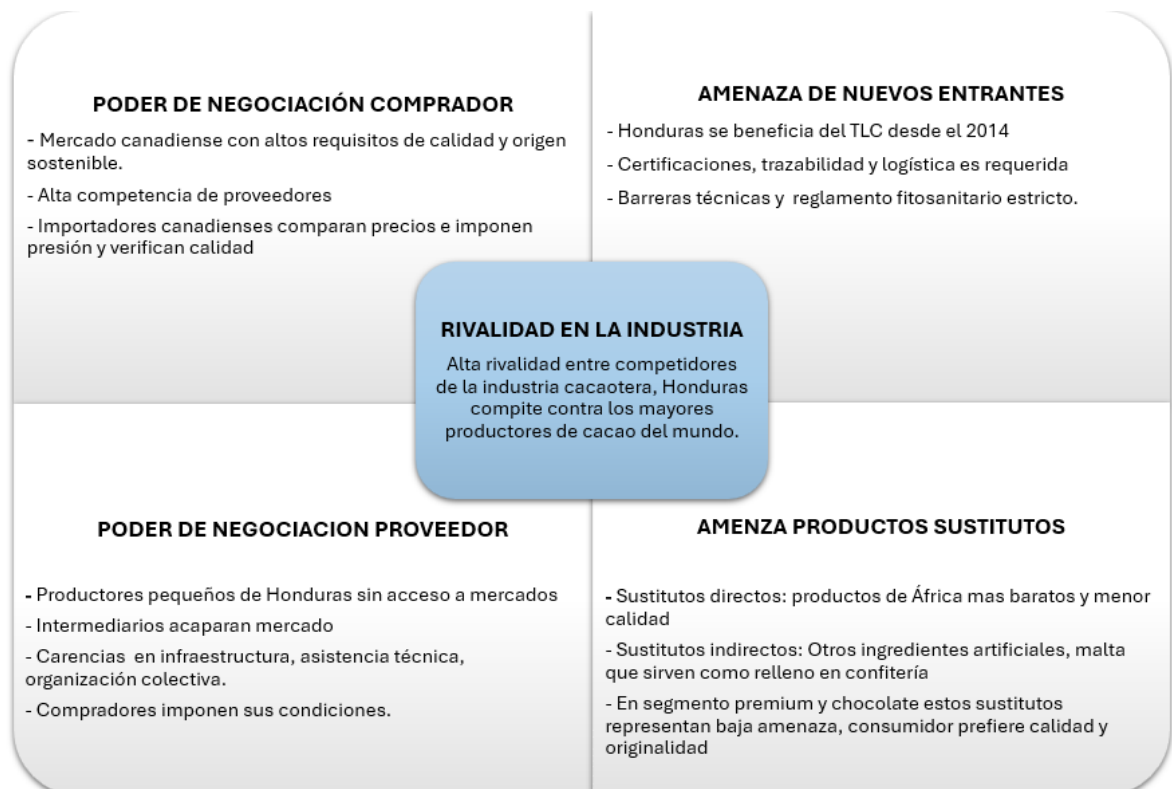 PODER DE NEGOCIACIÓN COMPRADOR
- Mercado canadiense con altos requisitos de calidad y origen
sostenible.
- Alta competencia de proveedores
- Importadores canadienses comparan precios e imponen
presión y verifican calidad
AMENAZA DE NUEVOS ENTRANTES
- Honduras se beneficia del TLC desde el 2014
- Certificaciones, trazabilidad y logística es requerida
- Barreras técnicas y reglamento fitosanitario estricto.
RIVALIDAD EN LA INDUSTRIA
Alta rivalidad entre competidores
de la industria cacaotera, Honduras
compite contra los mayores
productores de cacao del mundo.
PODER DE NEGOCIACION PROVEEDOR
- Productores pequeños de Honduras sin acceso a mercados
- Intermediarios acaparan mercado
- Carencias en infraestructura, asistencia técnica,
organización colectiva.
- Compradores imponen sus condiciones.
AMENZA PRODUCTOS SUSTITUTOS
- Sustitutos directos: productos de África mas baratos y menor
calidad
- Sustitutos indirectos: Otros ingredientes artificiales, malta
que sirven como relleno en confitería
- En segmento premium y chocolate estos sustitutos
representan baja amenaza, consumidor prefiere calidad y
originalidad